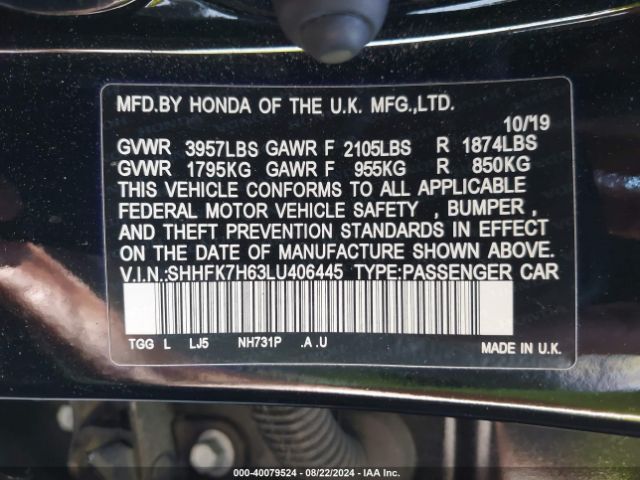 MFD.BY HONDA OF THE U.K. MFG.,LTD.
10/19
GVWR 3957LBS GAWR F 2105LBS R 1874LBS
GVWR 1795KG GAWR F 955KG R 850KG
THIS VEHICLE CONFORMS TO ALL APPLICABLE
FEDERAL MOTOR VEHICLE SAFETY , BUMPER ,
AND THEFT PREVENTION STANDARDS IN EFFECT
ON THE DATE OF MANUFACTURE SHOWN ABOVE.
V.I.N.:SHHFK7H63LU406445 TYPE:PASSENGER CAR
TGG L LJ5 NH731P .A .U MADE IN U.K.
000-40079524 - 08/22/2024 - IAA Inc.